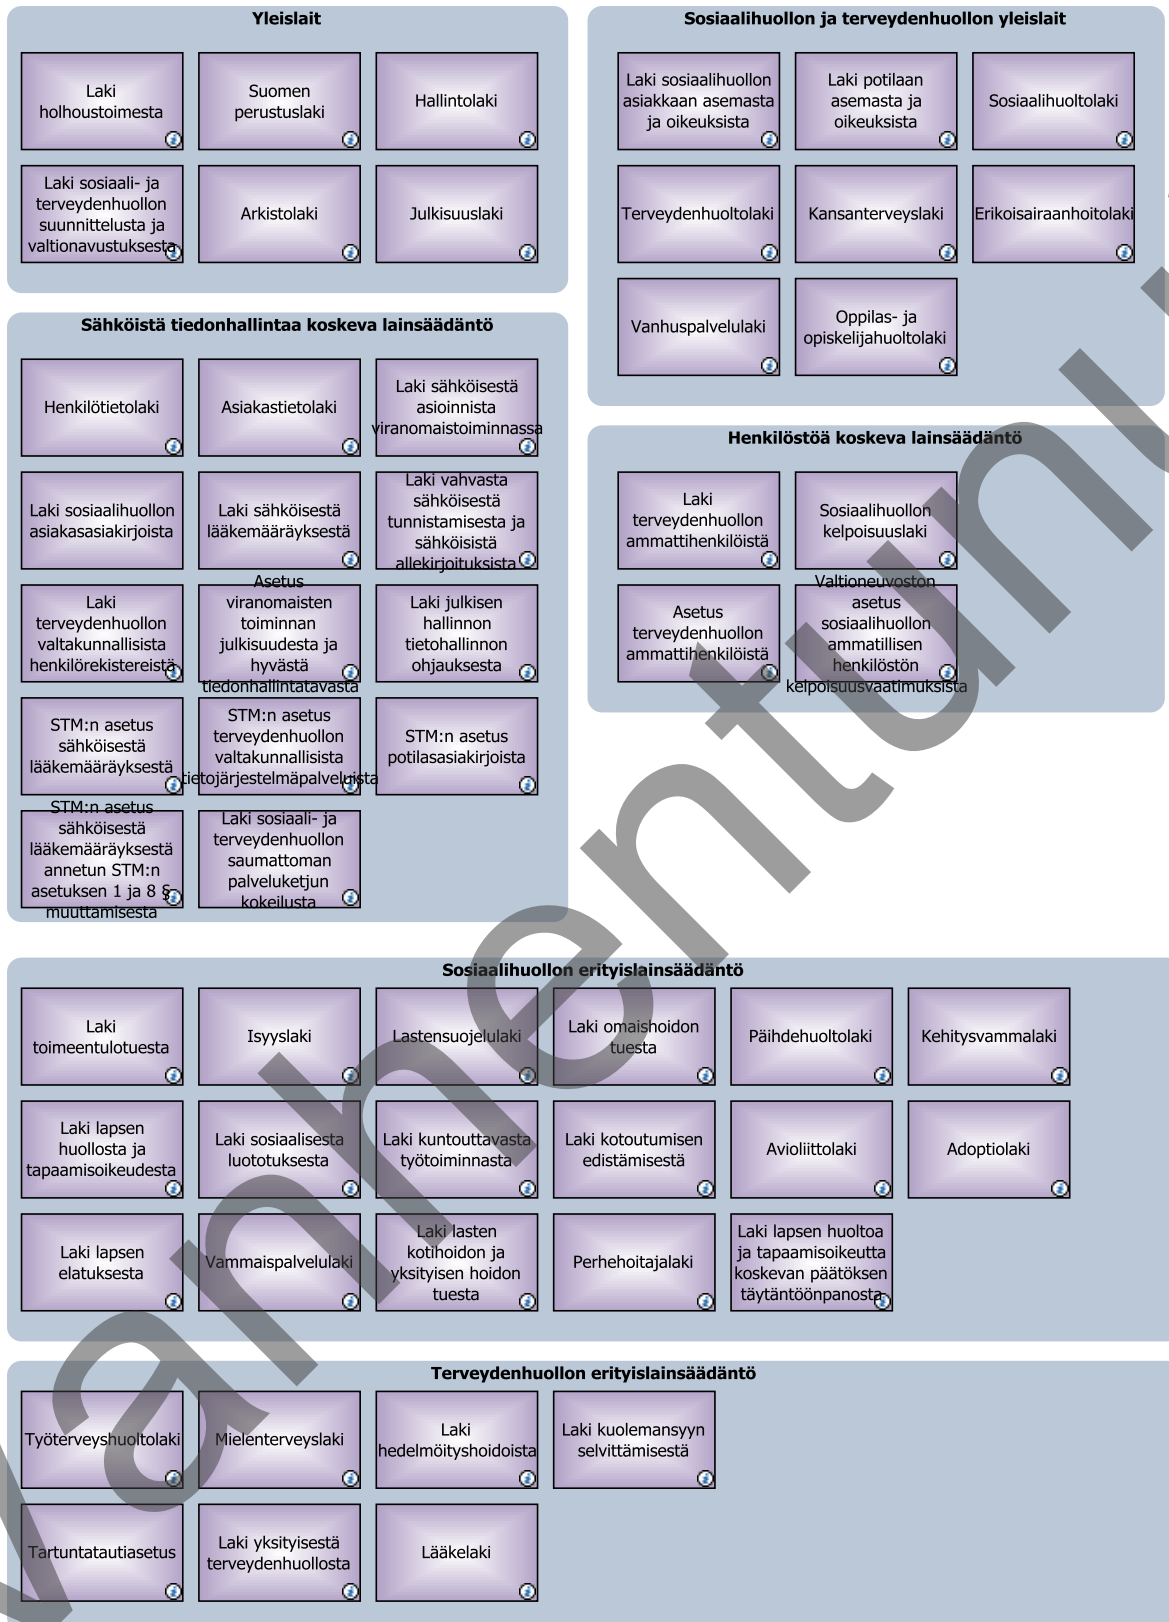 Yleislait
Laki
holhoustoimesta
Suomen
perustuslaki
Hallintolaki
Laki sosiaali- ja
terveydenhuollon
suunnittelusta ja
valtionavustuksesta
Arkistolaki
Julkisuuslaki
Sosiaalihuollon ja terveydenhuollon yleislait
Laki sosiaalihuollon
asiakkaan asemasta
ja oikeuksista
Laki potilaan
asemasta ja
oikeuksista
Sosiaalihuoltolaki
Terveydenhuoltolaki
Kansanterveyslaki
Erikoisairaanhoitolaki
Vanhuspalvelulaki
Oppilas- ja
opiskelijahuoltolaki
Sähköistä tiedonhallintaa koskeva lainsäädäntö
Henkilötietolaki
Asiakastietolaki
Laki sähköisestä
asioinnista
viranomaistoiminnassa
Laki sosiaalihuollon
asiakasasiakirjoista
Laki sähköisestä
lääkemääräyksestä
Laki vahvasta
sähköisestä
tunnistamisesta ja
sähköisistä
allekirjoituksista
Laki
terveydenhuollon
valtakunnallisista
henkilörekistereistä
Asetus
viranomaisten
toiminnan
julkisuudesta ja
hyvästä
tiedonhallintatavasta
Laki julkisen
hallinnon
tietohallinnon
ohjauksesta
STM:n asetus
sähköisestä
lääkemääräyksestä
STM:n asetus
terveydenhuollon
valtakunnallisista
tietojärjestelmäpalveluista
STM:n asetus
potilasasiakirjoista
STM:n asetus
sähköisestä
lääkemääräyksestä
annetun STM:n
asetuksen 1 ja 8 §
muuttamisesta
Laki sosiaali- ja
terveydenhuollon
saumattoman
palveluketjun
kokeilusta
Henkilöstöä koskeva lainsäädäntö
Laki
terveydenhuollon
ammattihenkilöistä
Sosiaalihuollon
kelpoisuuslaki
Asetus
terveydenhuollon
ammattihenkilöistä
Valtioneuvoston
asetus
sosiaalihuollon
ammatillisen
henkilöstön
kelpoisuusvaatimuksista
Sosiaalihuollon erityislainsäädäntö
Laki
toimeentulotuesta
Isyyslaki
Lastensuojelulaki
Laki omaishoidon
tuesta
Päihdehuoltolaki
Kehitysvammalaki
Laki lapsen
huollosta ja
tapaamisoikeudesta
Laki sosiaalisesta
luototuksesta
Laki kuntouttavasta
työtoiminnasta
Laki kotoutumisen
edistämisestä
Avioliittolaki
Adoptiolaki
Laki lapsen
elatuksesta
Vammaispalvelulaki
Laki lasten
kotihoidon ja
yksityisen hoidon
tuesta
Perhehoitajalaki
Laki lapsen huoltoa
ja tapaamisoikeutta
koskevan päätöksen
täytäntöönpanosta
Terveydenhuollon erityislainsäädäntö
Työterveyshuoltolaki
Mielenterveyslaki
Laki
hedelmöityshoidoista
Laki kuolemansyyn
selvittämisestä
Tartuntatautiasetus
Laki yksityisestä
terveydenhuollosta
Lääkelaki